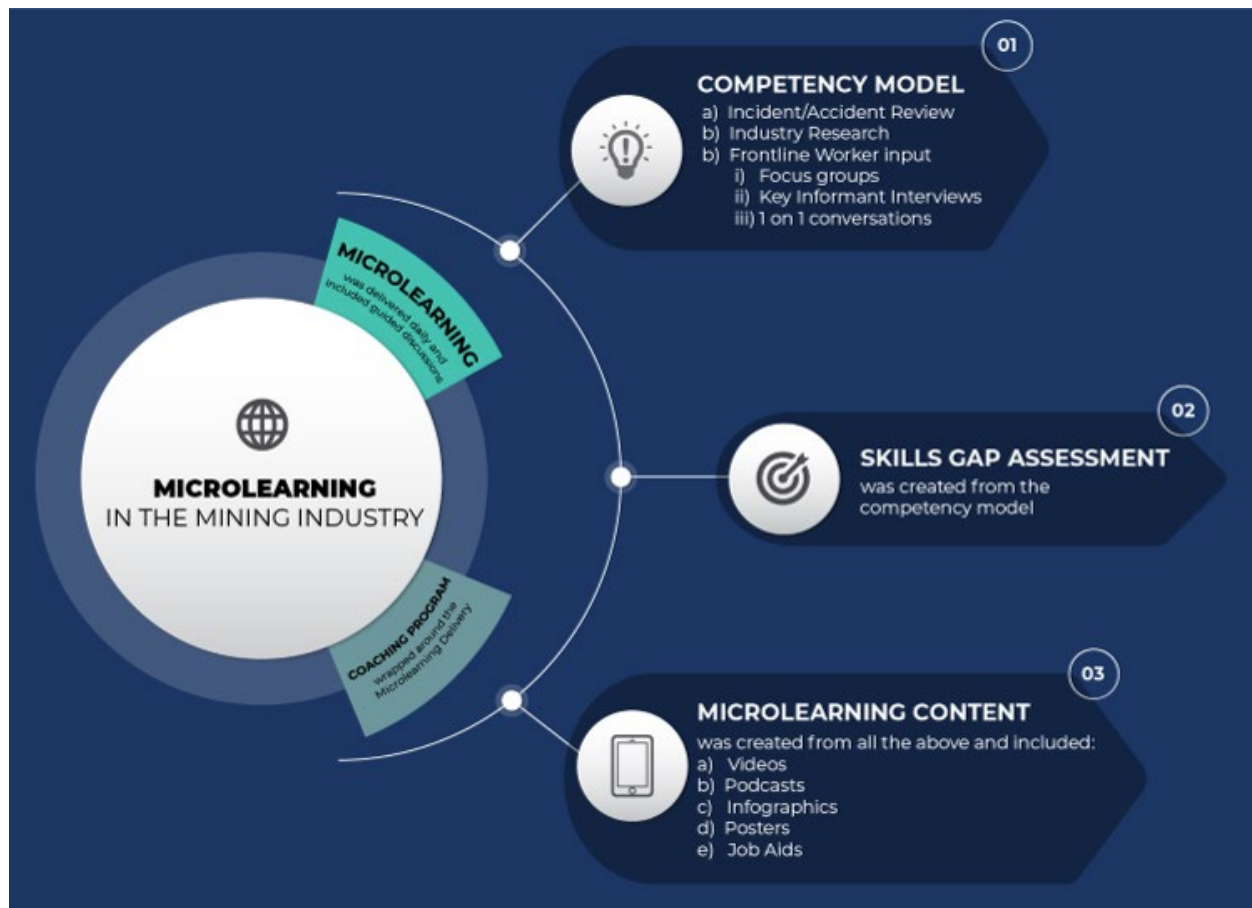 01
COMPETENCY MODEL
a) Incident/Accident Review
b) Industry Research
b) Frontline Worker input
i) Focus groups
ii) Key Informant Interviews
iii) 1 on 1 conversations
MICROLEARNING
was delivered daily and
included guided discussions
MICROLEARNING
IN THE MINING INDUSTRY
02
SKILLS GAP ASSESSMENT
was created from the
competency model
COACHING PROGRAM
wrapped around the
Microlearning Delivery
03
MICROLEARNING CONTENT
was created from all the above and included:
a) Videos
b) Podcasts
c) Infographics
d) Posters
e) Job Aids